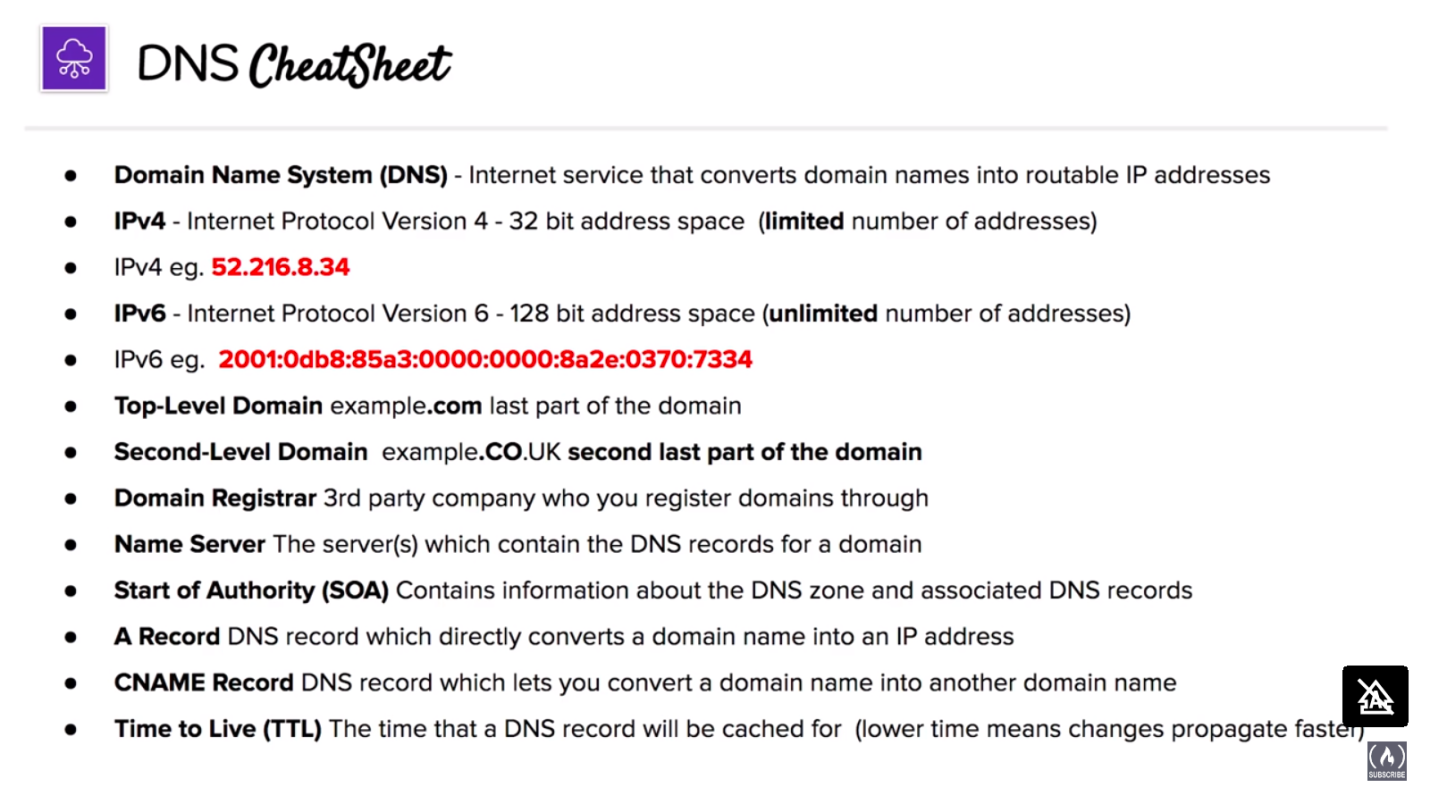 DNS CheatSheet
● Domain Name System (DNS) - Internet service that converts domain names into routable IP addresses
● IPv4 - Internet Protocol Version 4 - 32 bit address space (limited number of addresses)
● IPv4 eg. 52.216.8.34
● IPv6 - Internet Protocol Version 6 - 128 bit address space (unlimited number of addresses)
● IPv6 eg. 2001:0db8:85a3:0000:0000:8a2e:0370:7334
● Top-Level Domain example.com last part of the domain
● Second-Level Domain example.CO.UK second last part of the domain
● Domain Registrar 3rd party company who you register domains through
● Name Server The server(s) which contain the DNS records for a domain
● Start of Authority (SOA) Contains information about the DNS zone and associated DNS records
● A Record DNS record which directly converts a domain name into an IP address
● CNAME Record DNS record which lets you convert a domain name into another domain name
● Time to Live (TTL) The time that a DNS record will be cached for (lower time means changes propagate faster)
SUBSCRIBE